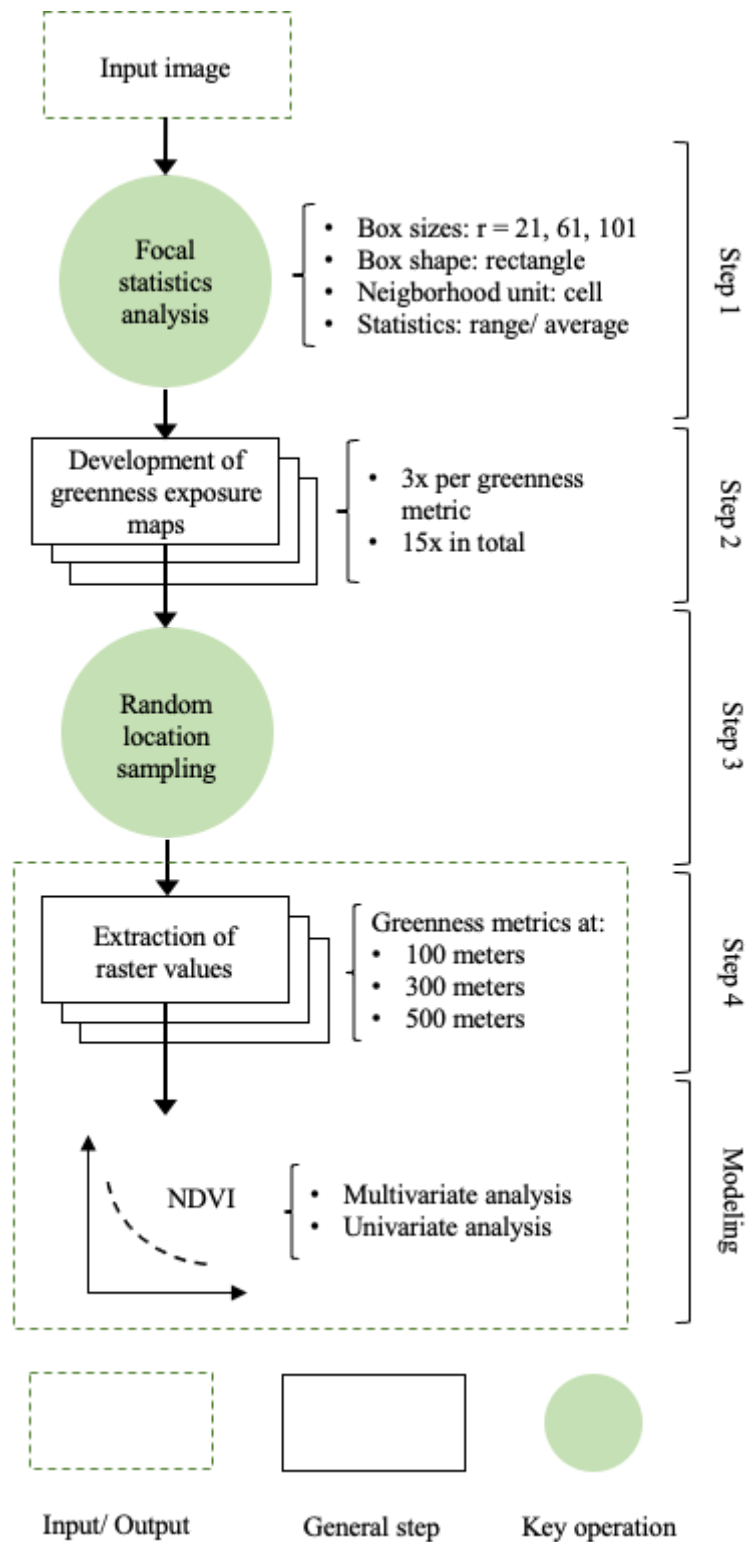 Input image
Focal
statistics
analysis
• Box sizes: r = 21, 61, 101
• Box shape: rectangle
• Neigborhood unit: cell
• Statistics: range/ average
Step 1
Development of
greenness exposure
maps
• 3x per greenness
metric
• 15x in total
Step 2
Random
location
sampling
Step 3
Extraction of
raster values
Greenness metrics at:
• 100 meters
• 300 meters
• 500 meters
Step 4
NDVI
• Multivariate analysis
• Univariate analysis
Modeling
Input/ Output
General step
Key operation